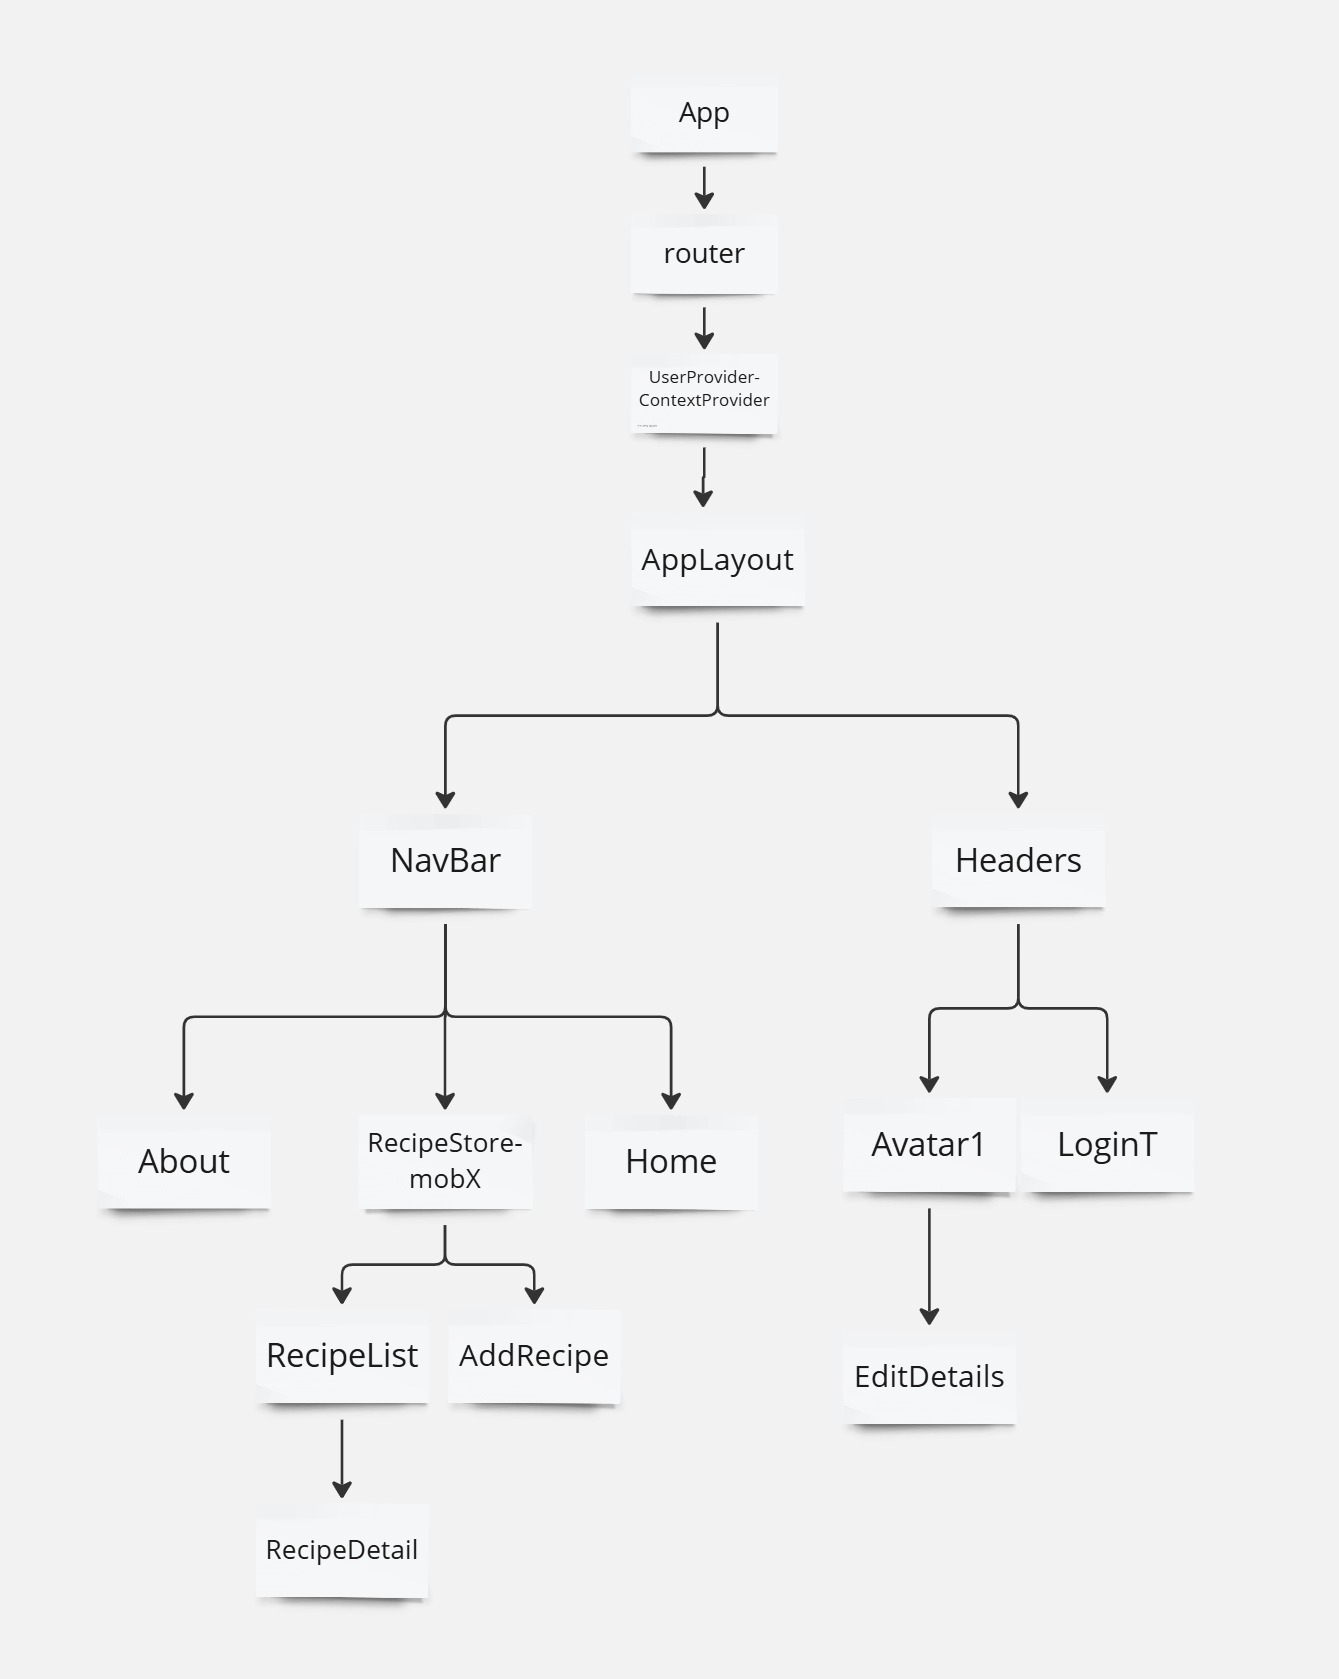 App
router
UserProvider-
ContextProvider
AppLayout
NavBar
Headers
About
RecipeStore-
mobX
Home
Avatar1
LoginT
RecipeList
AddRecipe
EditDetails
RecipeDetail